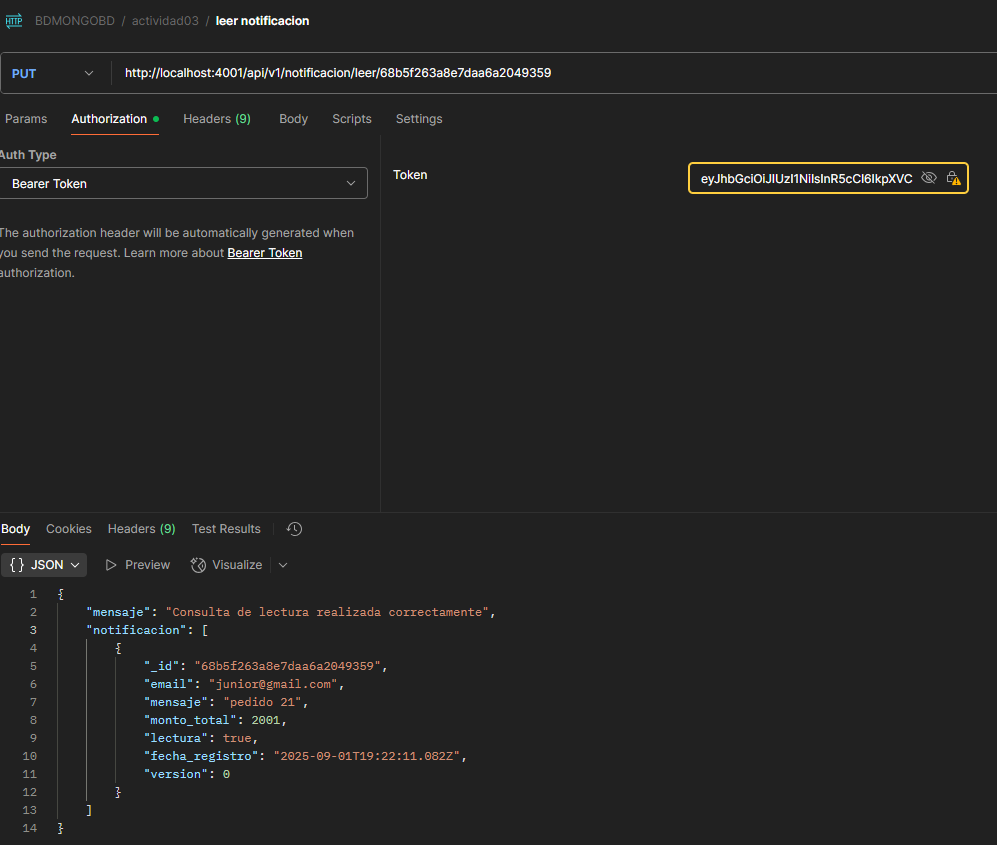 HTTP BDMONGOBD / actividad03 / leer notificacion
PUT http://localhost:4001/api/v1/notificacion/leer/68b5f263a8e7daa6a2049359
Params Authorization Headers (9) Body Scripts Settings
Auth Type
Bearer Token
Token
eyJhbGciOiJIUzI1NiIsInR5cCI6IkpXVC
The authorization header will be automatically generated when
you send the request. Learn more about Bearer Token
authorization.
Body Cookies Headers (9) Test Results
{} JSON Preview Visualize
1 {
2 "mensaje": "Consulta de lectura realizada correctamente",
3 "notificacion": [
4 {
5 "_id": "68b5f263a8e7daa6a2049359",
6 "email": "junior@gmail.com",
7 "mensaje": "pedido 21",
8 "monto_total": 2001,
9 "lectura": true,
10 "fecha_registro": "2025-09-01T19:22:11.082Z",
11 "version": 0
12 }
13 ]
14 }